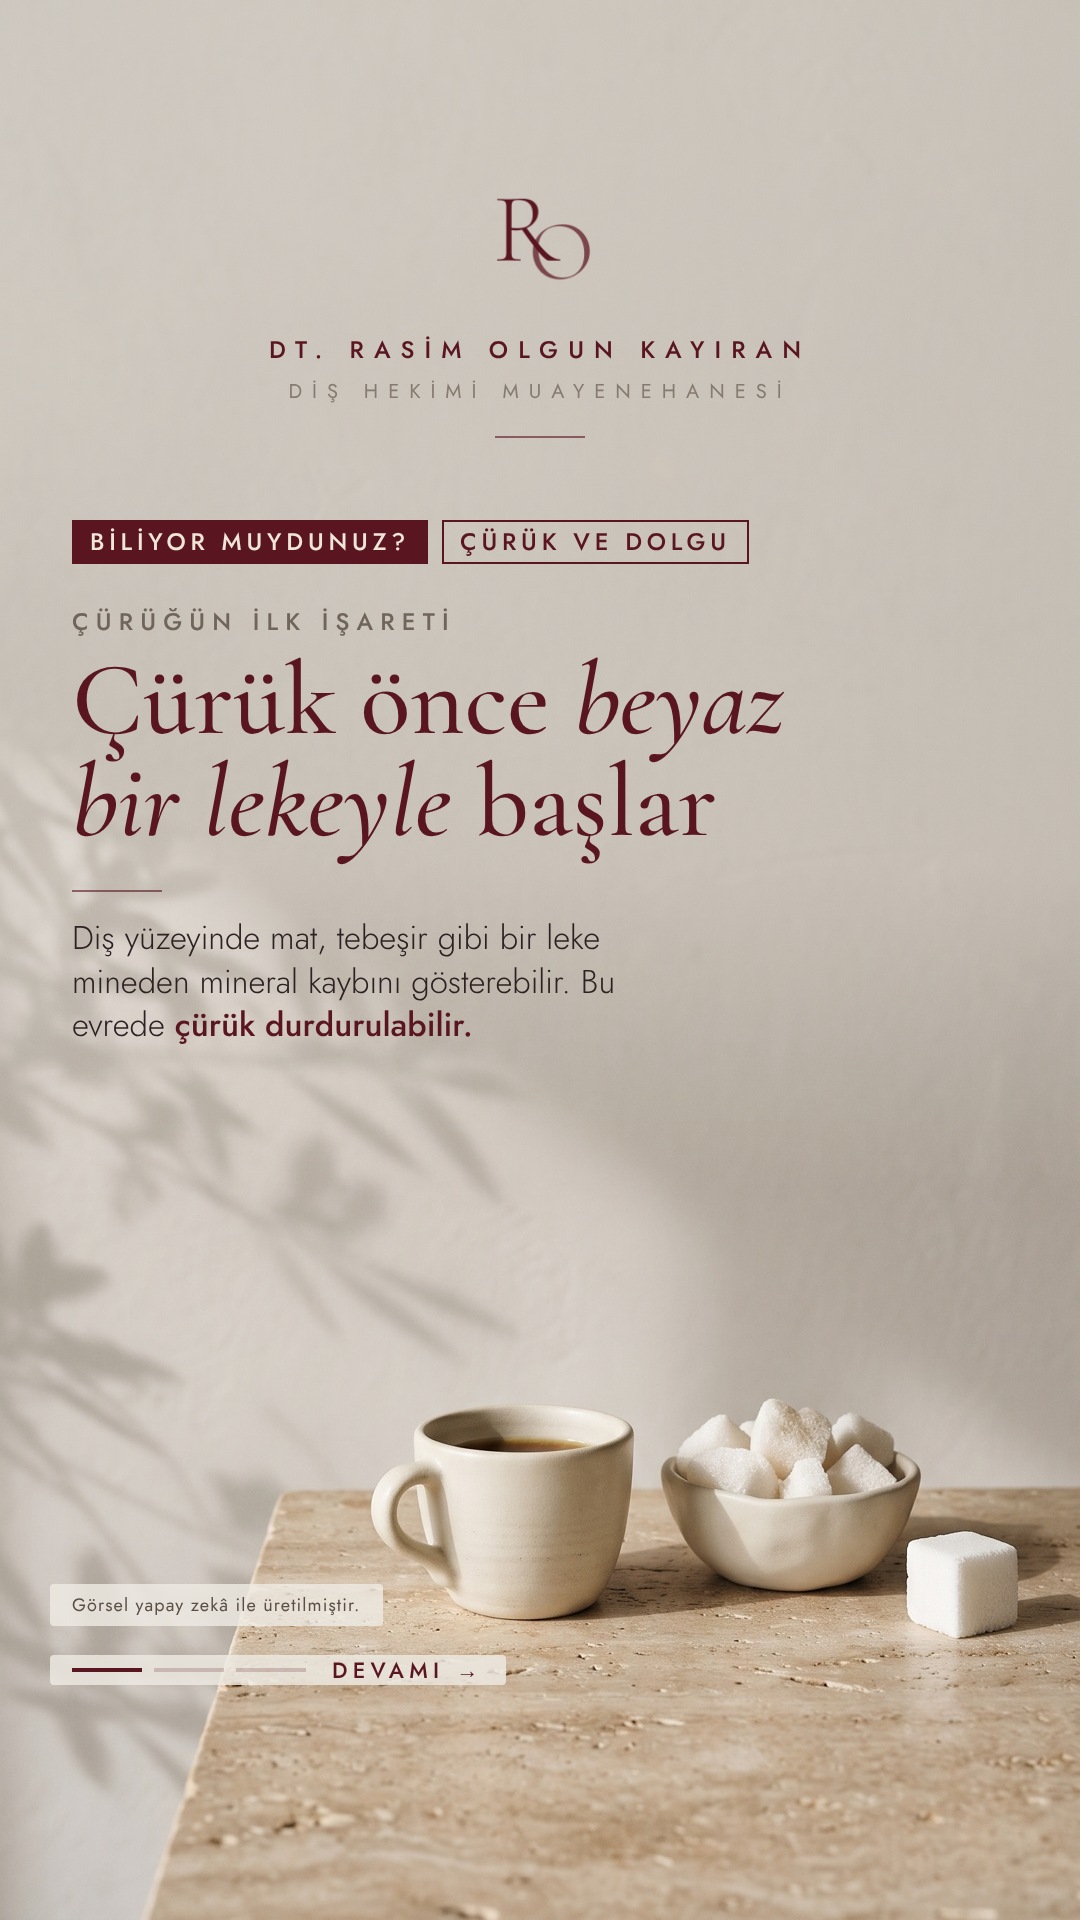 RO
DT. RASİM OLGUN KAYIRAN
DİŞ HEKİMİ MUAYENEHANESİ
BİLİYOR MUYDUNUZ?
ÇÜRÜK VE DOLGU
ÇÜRÜĞÜN İLK İŞARETİ
Çürük önce beyaz
bir lekeyle başlar
Diş yüzeyinde mat, tebeşir gibi bir leke
mineden mineral kaybını gösterebilir. Bu
evrede çürük durdurulabilir.
Görsel yapay zekâ ile üretilmiştir.
DEVAMI →